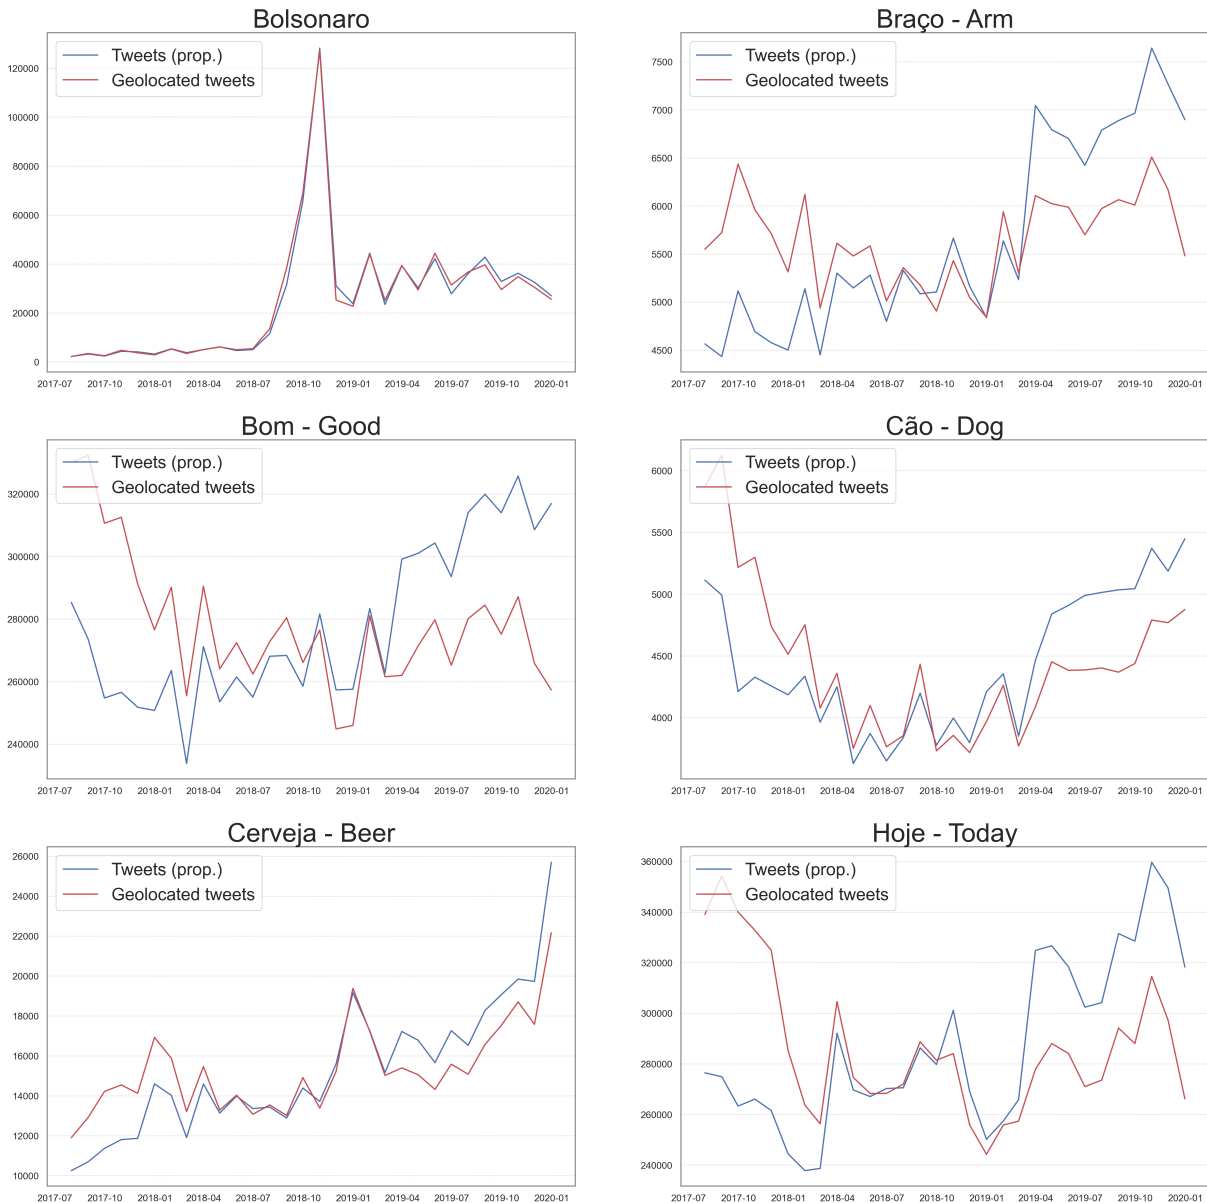 Bolsonaro
Tweets (prop.)
Geolocated tweets
120000
100000
80000
60000
40000
20000
0
2017-07 2017-10 2018-01 2018-04 2018-07 2018-10 2019-01 2019-04 2019-07 2019-10 2020-01
Braço - Arm
Tweets (prop.)
Geolocated tweets
7500
7000
6500
6000
5500
5000
4500
2017-07 2017-10 2018-01 2018-04 2018-07 2018-10 2019-01 2019-04 2019-07 2019-10 2020-01
Bom - Good
Tweets (prop.)
Geolocated tweets
320000
300000
280000
260000
240000
2017-07 2017-10 2018-01 2018-04 2018-07 2018-10 2019-01 2019-04 2019-07 2019-10 2020-01
Cão - Dog
Tweets (prop.)
Geolocated tweets
6000
5500
5000
4500
4000
2017-07 2017-10 2018-01 2018-04 2018-07 2018-10 2019-01 2019-04 2019-07 2019-10 2020-01
Cerveja - Beer
Tweets (prop.)
Geolocated tweets
26000
24000
22000
20000
18000
16000
14000
12000
10000
2017-07 2017-10 2018-01 2018-04 2018-07 2018-10 2019-01 2019-04 2019-07 2019-10 2020-01
Hoje - Today
Tweets (prop.)
Geolocated tweets
360000
340000
320000
300000
280000
260000
240000
2017-07 2017-10 2018-01 2018-04 2018-07 2018-10 2019-01 2019-04 2019-07 2019-10 2020-01